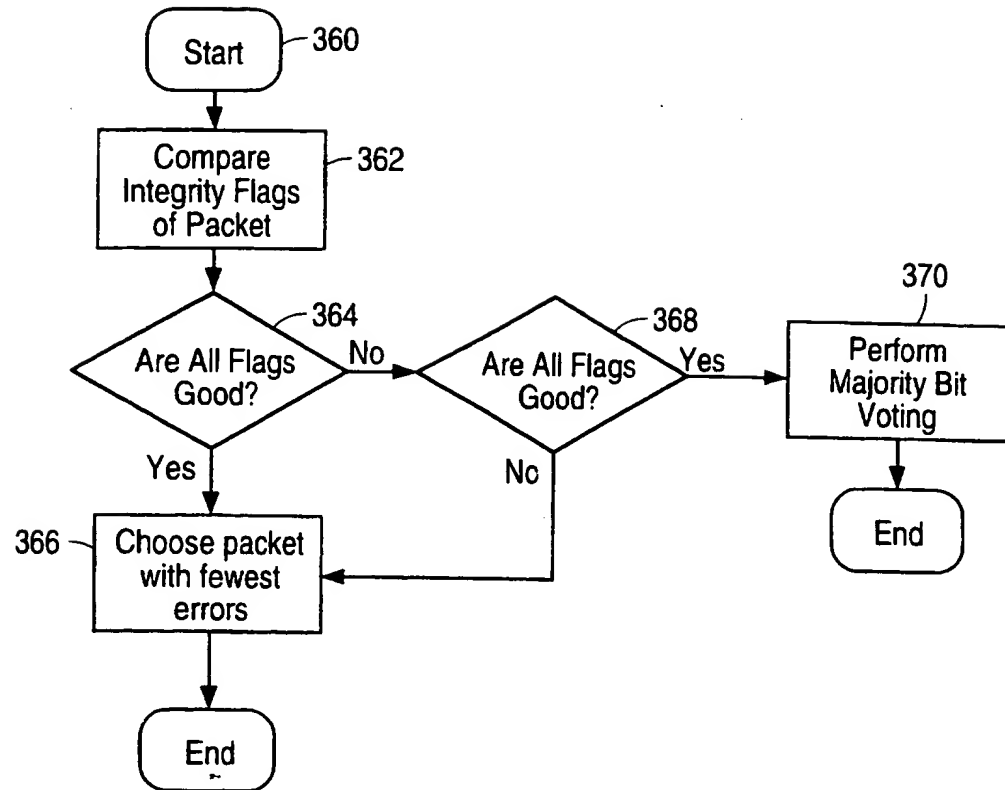 Start
360
Compare
Integrity Flags
of Packet
362
Are All Flags
Good?
364
No
Yes
Are All Flags
Good?
368
Yes
No
370
Perform
Majority Bit
Voting
End
366
Choose packet
with fewest
errors
End